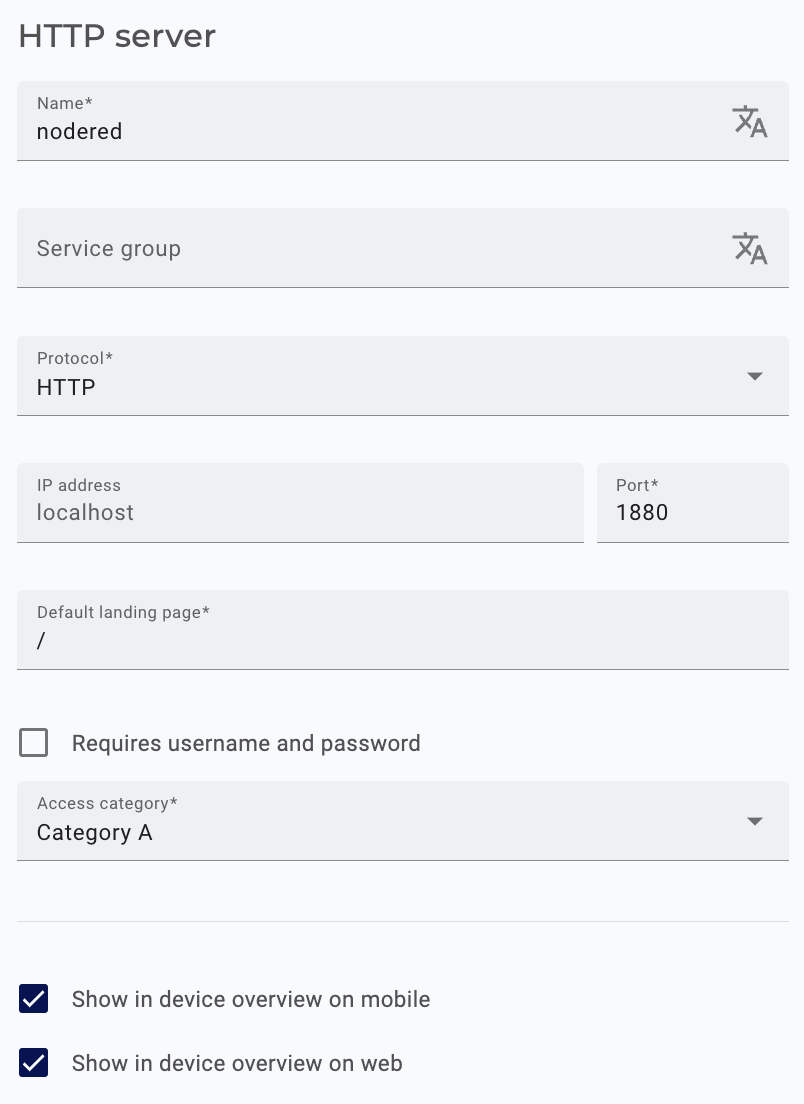 HTTP server
Name*
nodered
Service group
Protocol*
HTTP
IP address
localhost
Port*
1880
Default landing page*
/
Requires username and password
Access category*
Category A
Show in device overview on mobile
Show in device overview on web